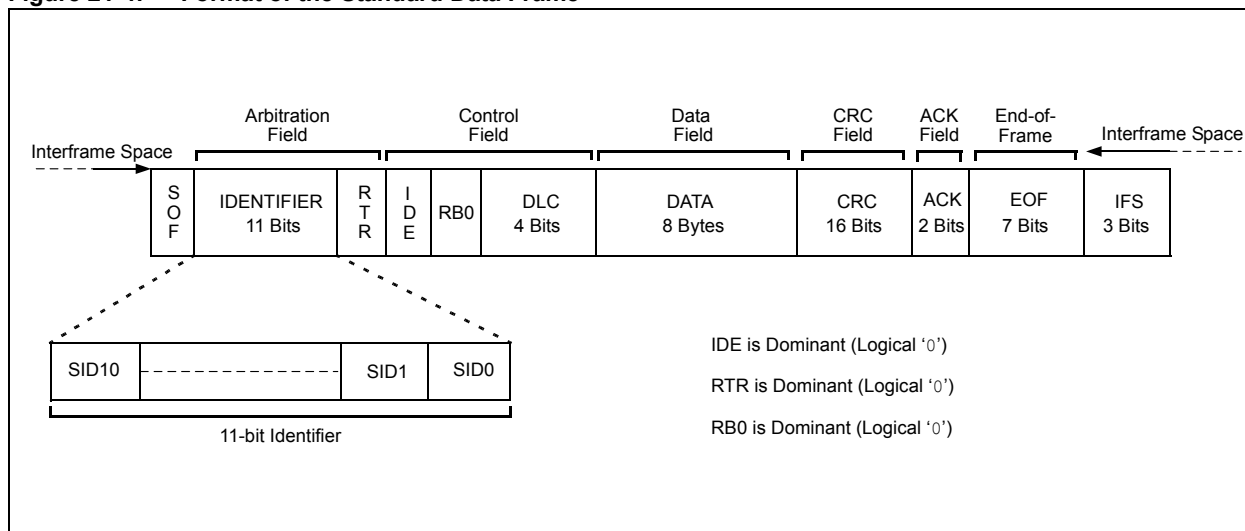 Figure 21-4: Format of the Standard Data Frame
Arbitration Field
Control Field
Data Field
CRC Field
ACK Field
End-of-Frame
Interframe Space
Interframe Space
SOF
IDENTIFIER
11 Bits
RTR
IDE
RB0
DLC
4 Bits
DATA
8 Bytes
CRC
16 Bits
ACK
2 Bits
EOF
7 Bits
IFS
3 Bits
SID10
SID1
SID0
11-bit Identifier
IDE is Dominant (Logical ‘0’)
RTR is Dominant (Logical ‘0’)
RB0 is Dominant (Logical ‘0’)